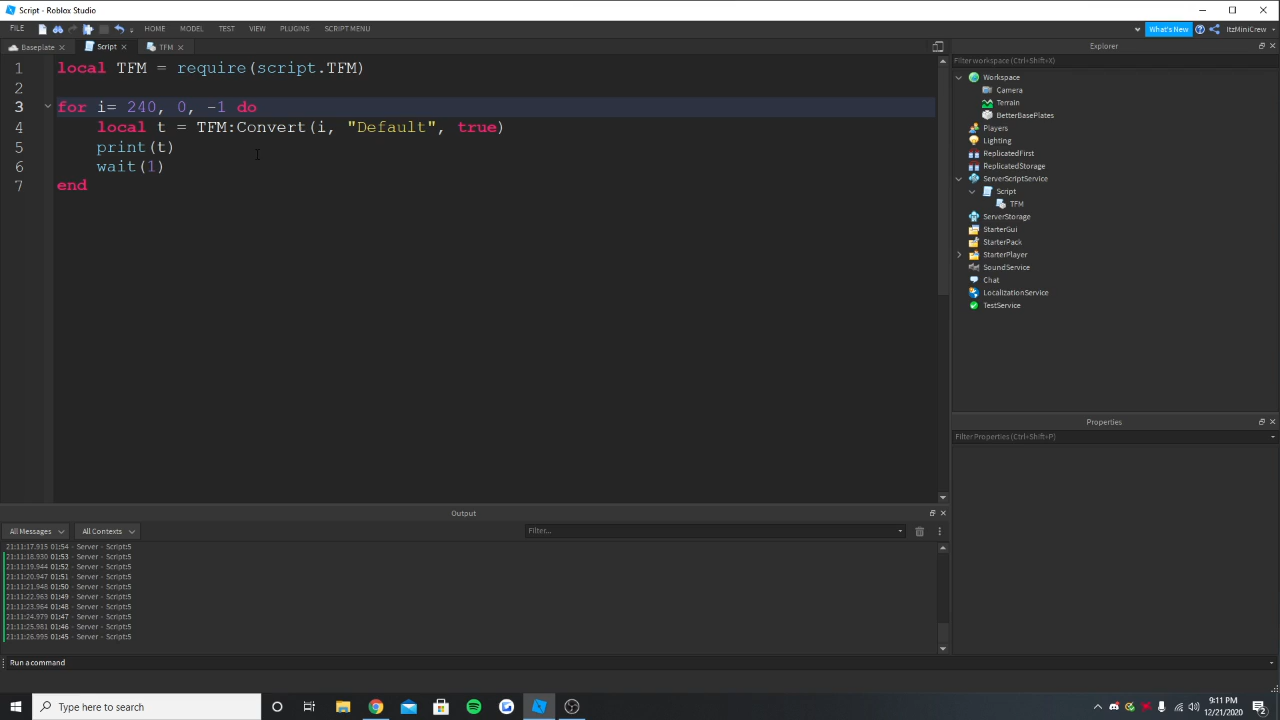 Script - Roblox Studio
FILE HOME MODEL TEST VIEW PLUGINS SCRIPT MENU What's New ItzMiniCrew
Baseplate Script TFM Explorer
Filter workspace (Ctrl+Shift+X)
1 local TFM = require(script.TFM)
2
3 for i= 240, 0, -1 do
4 local t = TFM:Convert(i, "Default", true)
5 print(t)
6 wait(1)
7 end
Workspace
Camera
Terrain
BetterBasePlates
Players
Lighting
ReplicatedFirst
ReplicatedStorage
ServerScriptService
Script
TFM
ServerStorage
StarterGui
StarterPack
StarterPlayer
SoundService
Chat
LocalizationService
TestService
Properties
Filter Properties (Ctrl+Shift+P)
Output
All Messages All Contexts Filter...
21:11:17.915 01:54 - Server - Script:5
21:11:18.930 01:53 - Server - Script:5
21:11:19.944 01:52 - Server - Script:5
21:11:20.947 01:51 - Server - Script:5
21:11:21.948 01:50 - Server - Script:5
21:11:22.963 01:49 - Server - Script:5
21:11:23.964 01:48 - Server - Script:5
21:11:24.979 01:47 - Server - Script:5
21:11:25.981 01:46 - Server - Script:5
21:11:26.995 01:45 - Server - Script:5
Run a command
Type here to search
9:11 PM
12/21/2020
2